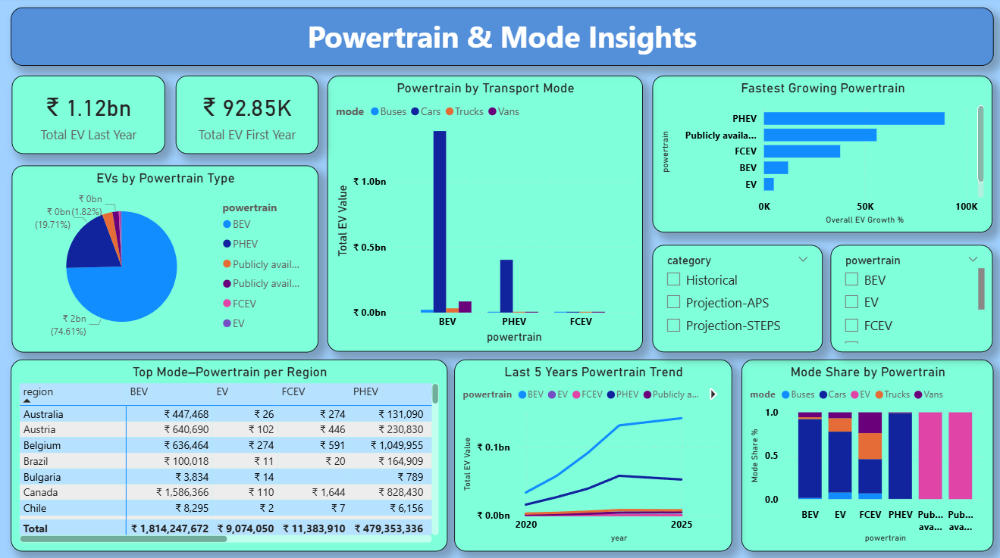 Powertrain & Mode Insights
₹ 1.12bn
Total EV Last Year
₹ 92.85K
Total EV First Year
EVs by Powertrain Type
₹ 0bn
₹ 0bn (1.82%)
(19.71%)
₹ 2bn
(74.61%)
powertrain
BEV
PHEV
Publicly avail...
Publicly avail...
FCEV
EV
Powertrain by Transport Mode
mode Buses Cars Trucks Vans
Total EV Value
₹ 1.0bn
₹ 0.5bn
₹ 0.0bn
BEV PHEV FCEV
powertrain
Fastest Growing Powertrain
powertrain
PHEV
Publicly availa...
FCEV
BEV
EV
0K 50K 100K
Overall EV Growth %
category
Historical
Projection-APS
Projection-STEPS
powertrain
BEV
EV
FCEV
Top Mode–Powertrain per Region
region BEV EV FCEV PHEV
Australia ₹ 447,468 ₹ 26 ₹ 274 ₹ 131,090
Austria ₹ 640,690 ₹ 102 ₹ 446 ₹ 230,830
Belgium ₹ 636,464 ₹ 274 ₹ 591 ₹ 1,049,955
Brazil ₹ 100,018 ₹ 11 ₹ 20 ₹ 164,909
Bulgaria ₹ 3,834 ₹ 14 ₹ 789
Canada ₹ 1,586,366 ₹ 110 ₹ 1,644 ₹ 828,430
Chile ₹ 8,295 ₹ 2 ₹ 7 ₹ 6,156
Total ₹ 1,814,247,672 ₹ 9,074,050 ₹ 11,383,910 ₹ 479,353,336
Last 5 Years Powertrain Trend
powertrain BEV EV FCEV PHEV Publicly a...
Total EV Value
₹ 0.1bn
₹ 0.0bn
2020 2025
year
Mode Share by Powertrain
mode Buses Cars EV Trucks Vans
Mode Share %
1.0
0.5
0.0
BEV EV FCEV PHEV Pub... Pub...
ava... ava...
powertrain